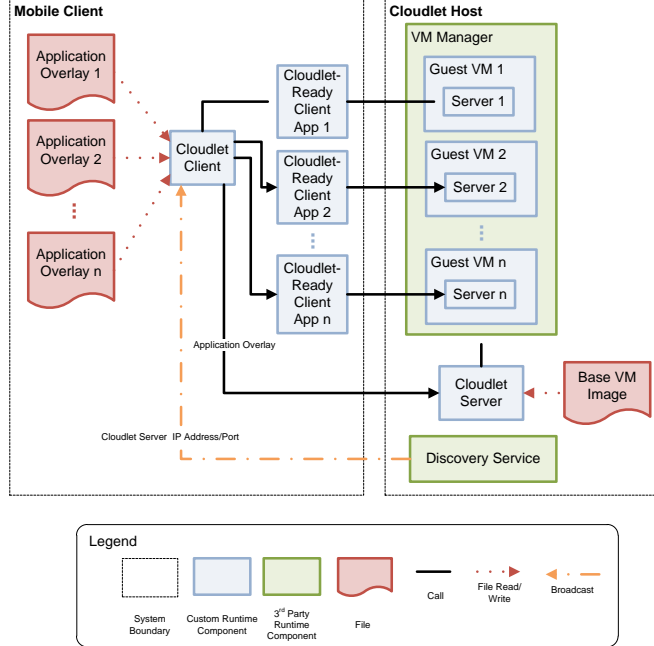 Mobile Client
Cloudlet Host
Application
Overlay 1
Application
Overlay 2
Application
Overlay n
Cloudlet
Client
Cloudlet-
Ready
Client
App 1
Cloudlet-
Ready
Client
App 2
Cloudlet-
Ready
Client
App n
VM Manager
Guest VM 1
Server 1
Guest VM 2
Server 2
Guest VM n
Server n
Application Overlay
Cloudlet
Server
Base VM
Image
Cloudlet Server IP Address/Port
Discovery Service
Legend
System
Boundary
Custom Runtime
Component
3rd Party
Runtime
Component
File
Call
File Read/
Write
Broadcast